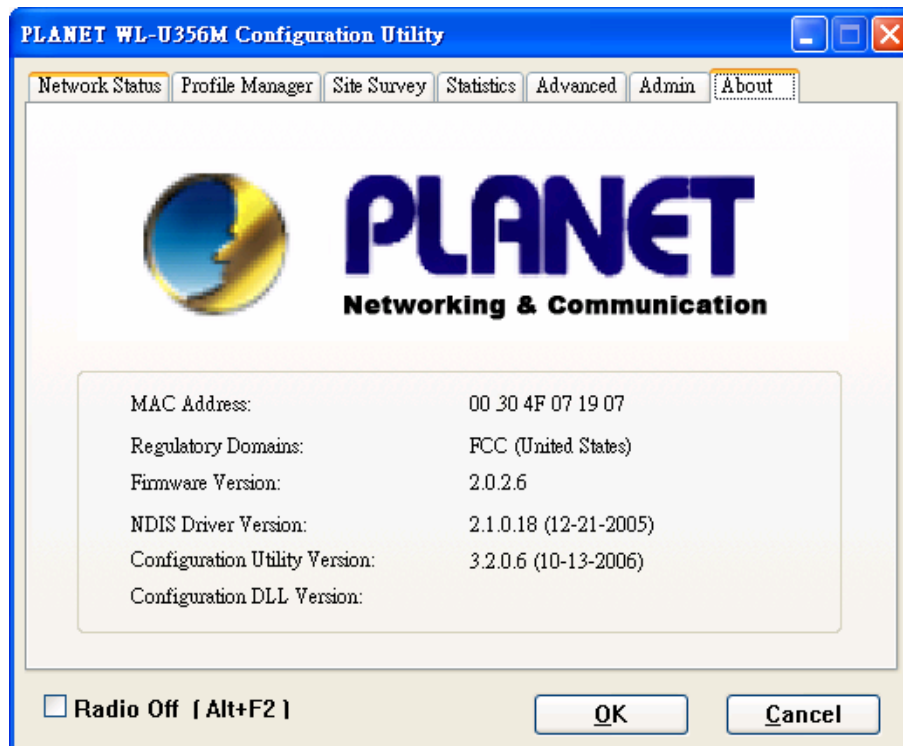 PLANET WL-U356M Configuration Utility
Network Status Profile Manager Site Survey Statistics Advanced Admin About
PLANET
Networking & Communication
MAC Address: 00 30 4F 07 19 07
Regulatory Domains: FCC (United States)
Firmware Version: 2.0.2.6
NDIS Driver Version: 2.1.0.18 (12-21-2005)
Configuration Utility Version: 3.2.0.6 (10-13-2006)
Configuration DLL Version:
Radio Off [ Alt+F2 ] OK Cancel